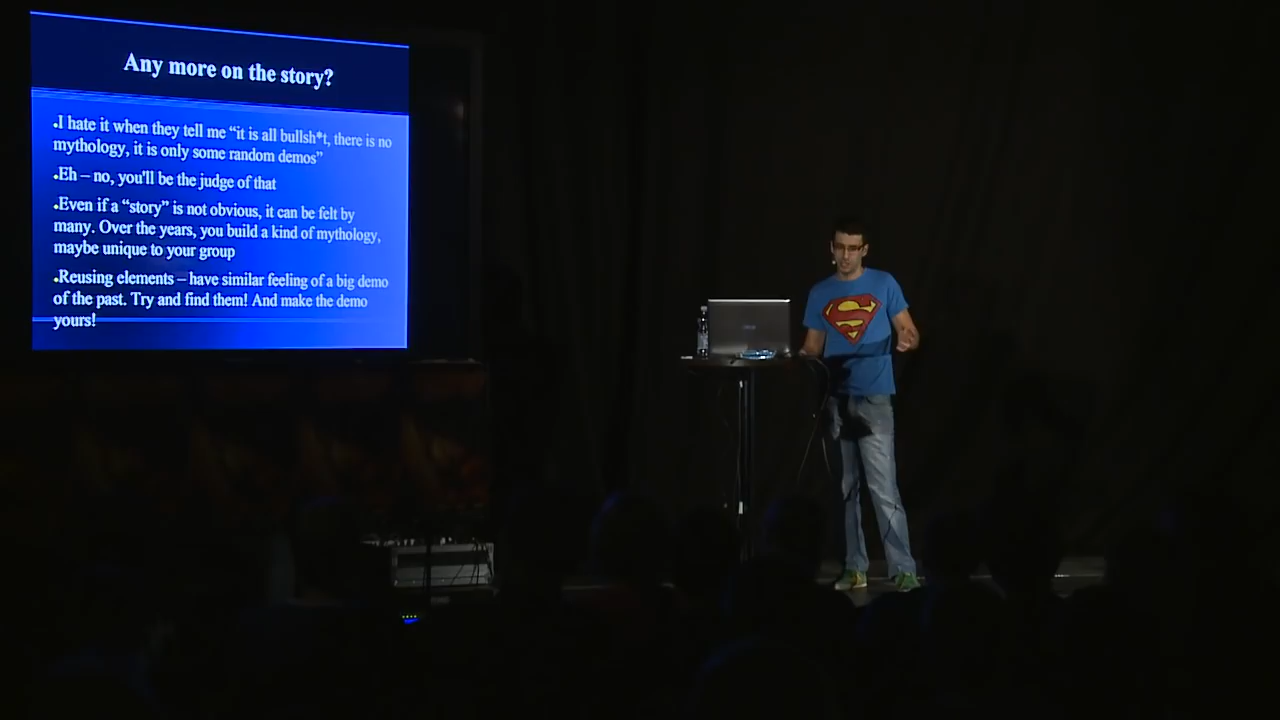 Any more on the story?
.I hate it when they tell me “it is all bullsh*t, there is no
mythology, it is only some random demos”
.Eh – no, you'll be the judge of that
.Even if a “story” is not obvious, it can be felt by
many. Over the years, you build a kind of mythology,
maybe unique to your group
.Reusing elements – have similar feeling of a big demo
of the past. Try and find them! And make the demo
yours!
S